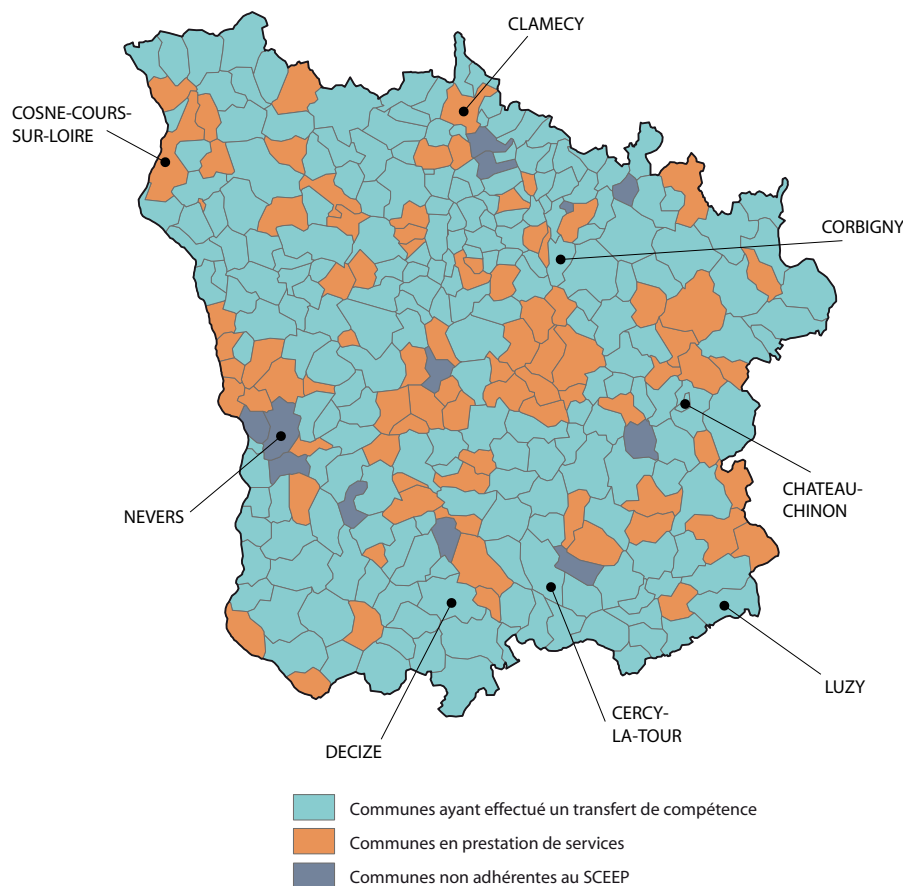 CLAMECY
COSNE-COURS-
SUR-LOIRE
CORBIGNY
NEVERS
CHATEAU-
CHINON
LUZY
CERCY-
LA-TOUR
DECIZE
Communes ayant effectué un transfert de compétence
Communes en prestation de services
Communes non adhérentes au SCEEP